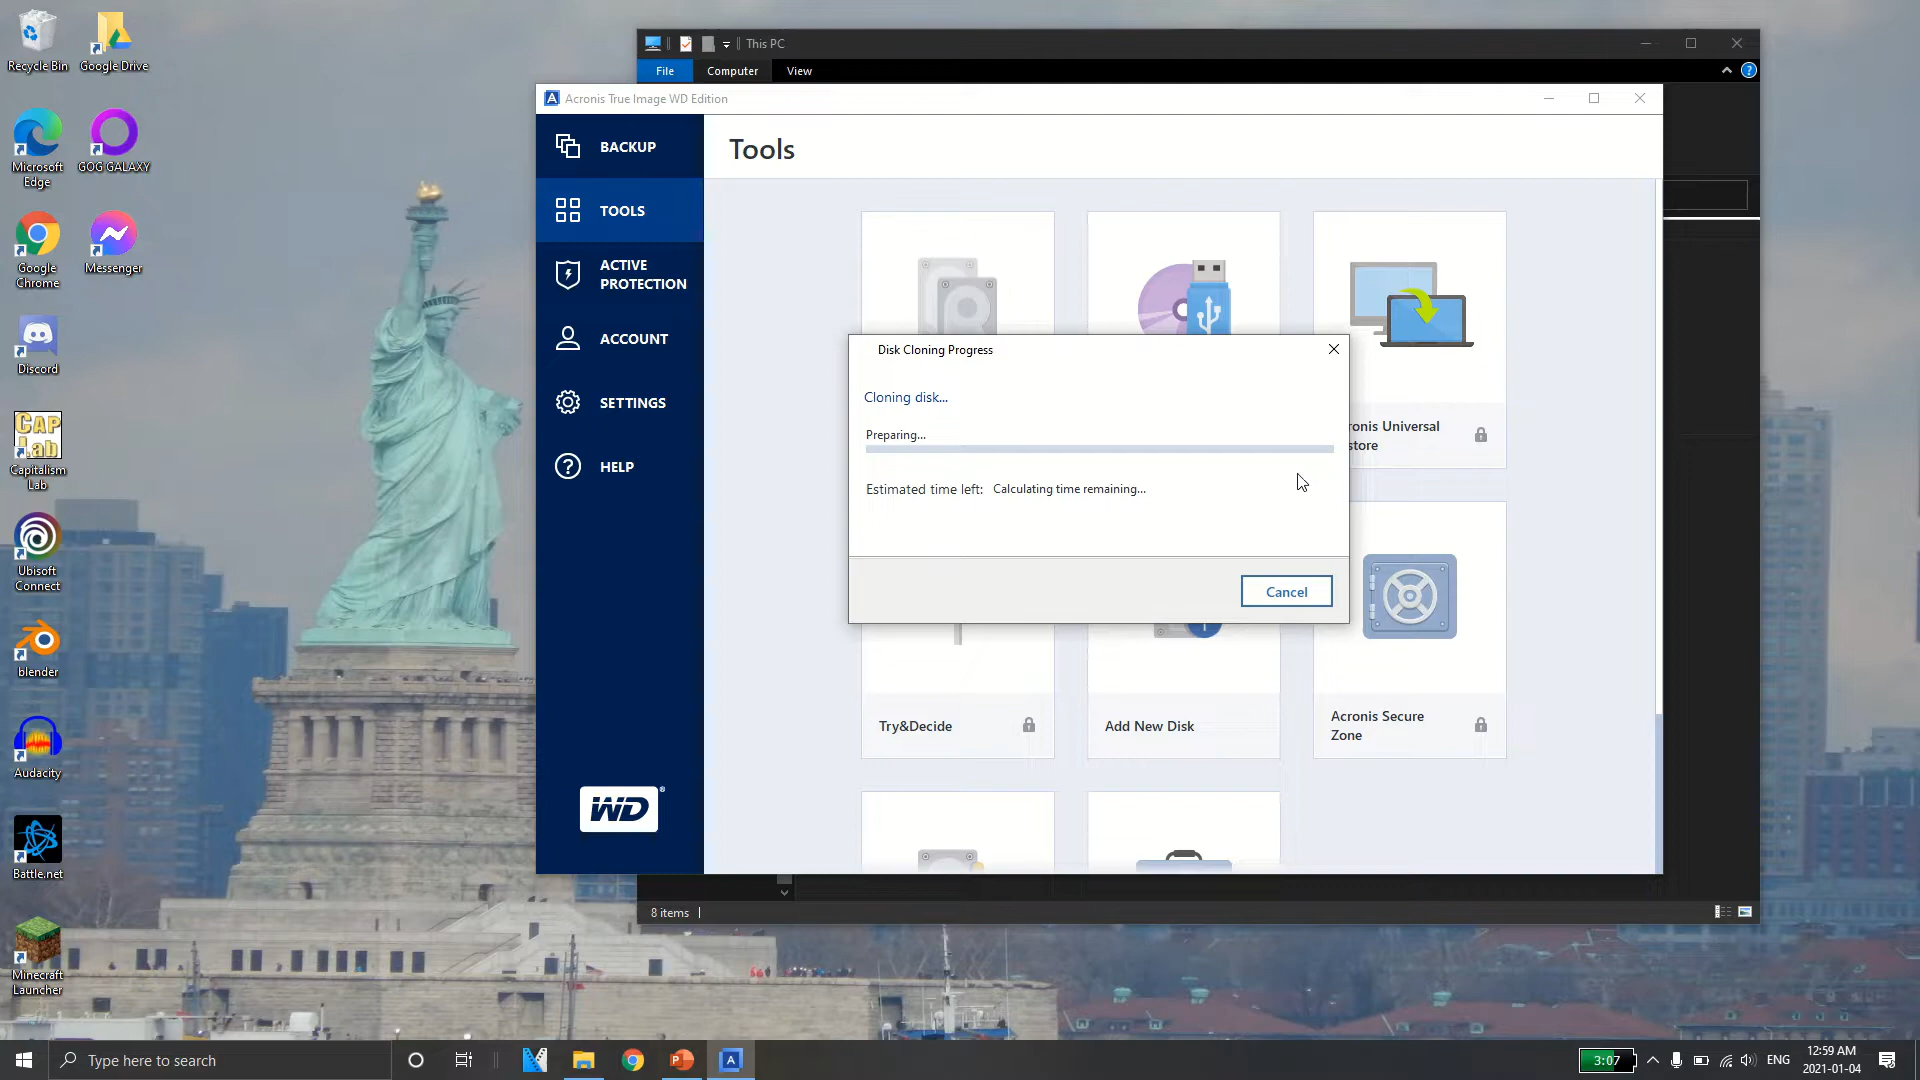 Recycle Bin
Google Drive
Microsoft
Edge
GOG GALAXY
Google
Chrome
Messenger
Discord
CAP
Lab
Capitalism
Lab
Ubisoft
Connect
blender
Audacity
Battle.net
Minecraft
Launcher
This PC
File
Computer
View
Acronis True Image WD Edition
BACKUP
TOOLS
ACTIVE
PROTECTION
ACCOUNT
SETTINGS
HELP
WD
Tools
ronis Universal
store
Disk Cloning Progress
Cloning disk...
Preparing...
Estimated time left: Calculating time remaining...
Cancel
Try&Decide
Add New Disk
Acronis Secure
Zone
8 items
Type here to search
3:07
ENG
12:59 AM
2021-01-04